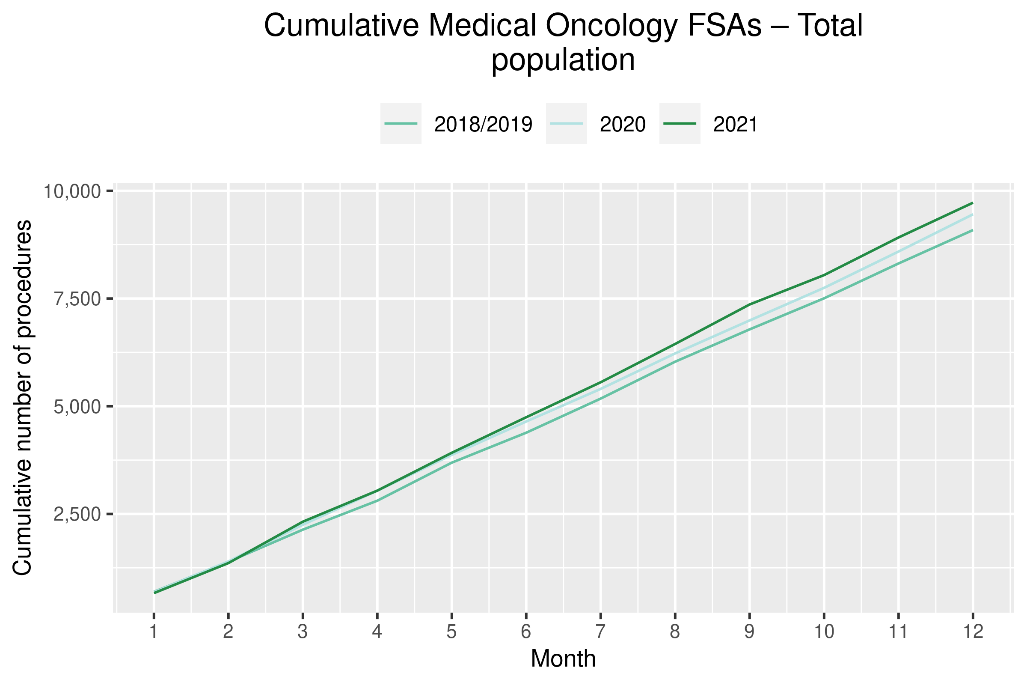 Cumulative Medical Oncology FSAs – Total
population
2018/2019 2020 2021
10,000
7,500
5,000
2,500
Cumulative number of procedures
1 2 3 4 5 6 7 8 9 10 11 12
Month